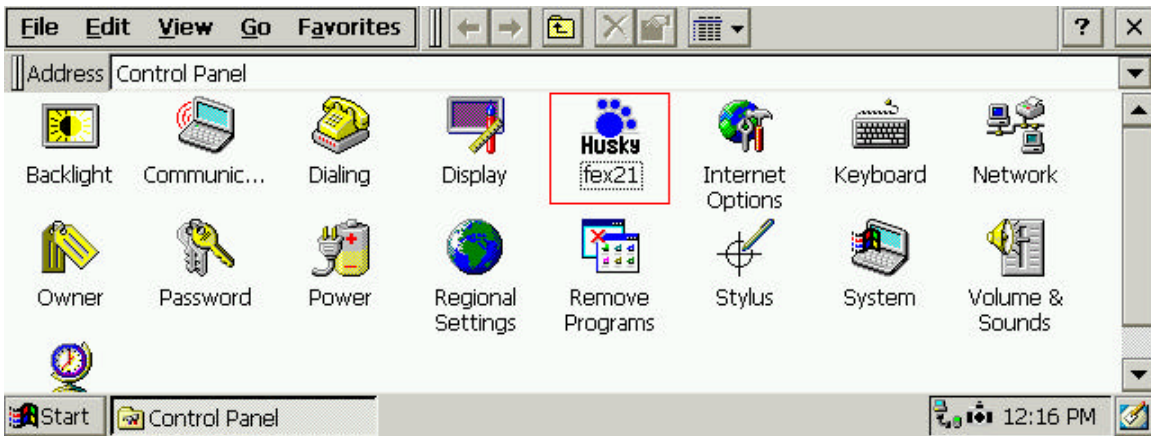 File Edit View Go Favorites ? ×
Address Control Panel
Husky
Backlight Communic... Dialing Display fex21 Internet Options Keyboard Network
Owner Password Power Regional Settings Remove Programs Stylus System Volume & Sounds
Start Control Panel 12:16 PM